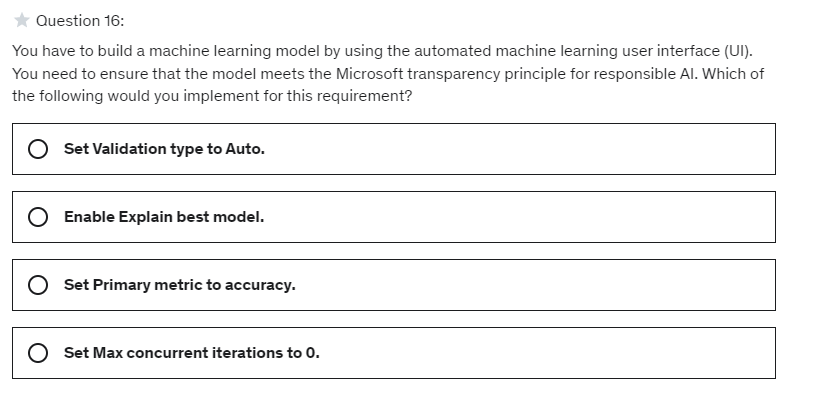 Question 16:
You have to build a machine learning model by using the automated machine learning user interface (UI).
You need to ensure that the model meets the Microsoft transparency principle for responsible AI. Which of
the following would you implement for this requirement?
Set Validation type to Auto.
Enable Explain best model.
Set Primary metric to accuracy.
Set Max concurrent iterations to 0.